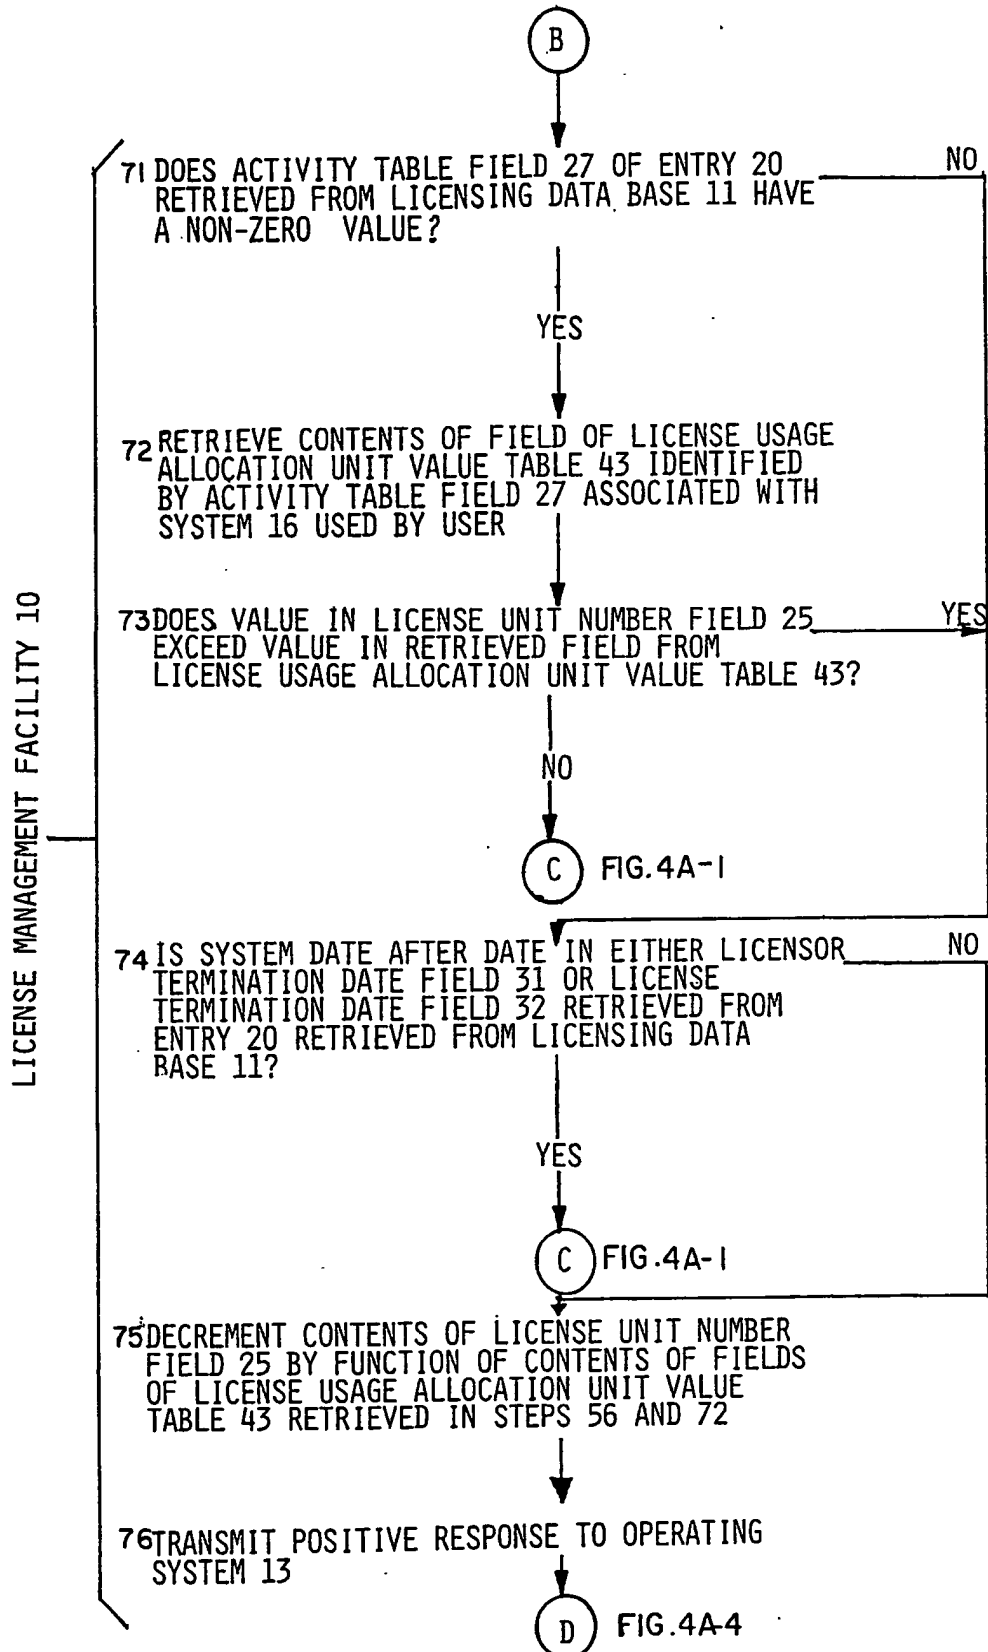 B
71 DOES ACTIVITY TABLE FIELD 27 OF ENTRY 20
RETRIEVED FROM LICENSING DATA BASE 11 HAVE
A NON-ZERO VALUE?
NO
YES
72 RETRIEVE CONTENTS OF FIELD OF LICENSE USAGE
ALLOCATION UNIT VALUE TABLE 43 IDENTIFIED
BY ACTIVITY TABLE FIELD 27 ASSOCIATED WITH
SYSTEM 16 USED BY USER
73 DOES VALUE IN LICENSE UNIT NUMBER FIELD 25
EXCEED VALUE IN RETRIEVED FIELD FROM
LICENSE USAGE ALLOCATION UNIT VALUE TABLE 43?
YES
NO
C FIG.4A-1
74 IS SYSTEM DATE AFTER DATE IN EITHER LICENSOR
TERMINATION DATE FIELD 31 OR LICENSE
TERMINATION DATE FIELD 32 RETRIEVED FROM
ENTRY 20 RETRIEVED FROM LICENSING DATA
BASE 11?
NO
YES
C FIG.4A-1
75 DECREMENT CONTENTS OF LICENSE UNIT NUMBER
FIELD 25 BY FUNCTION OF CONTENTS OF FIELDS
OF LICENSE USAGE ALLOCATION UNIT VALUE
TABLE 43 RETRIEVED IN STEPS 56 AND 72
76 TRANSMIT POSITIVE RESPONSE TO OPERATING
SYSTEM 13
D FIG.4A-4
LICENSE MANAGEMENT FACILITY 10